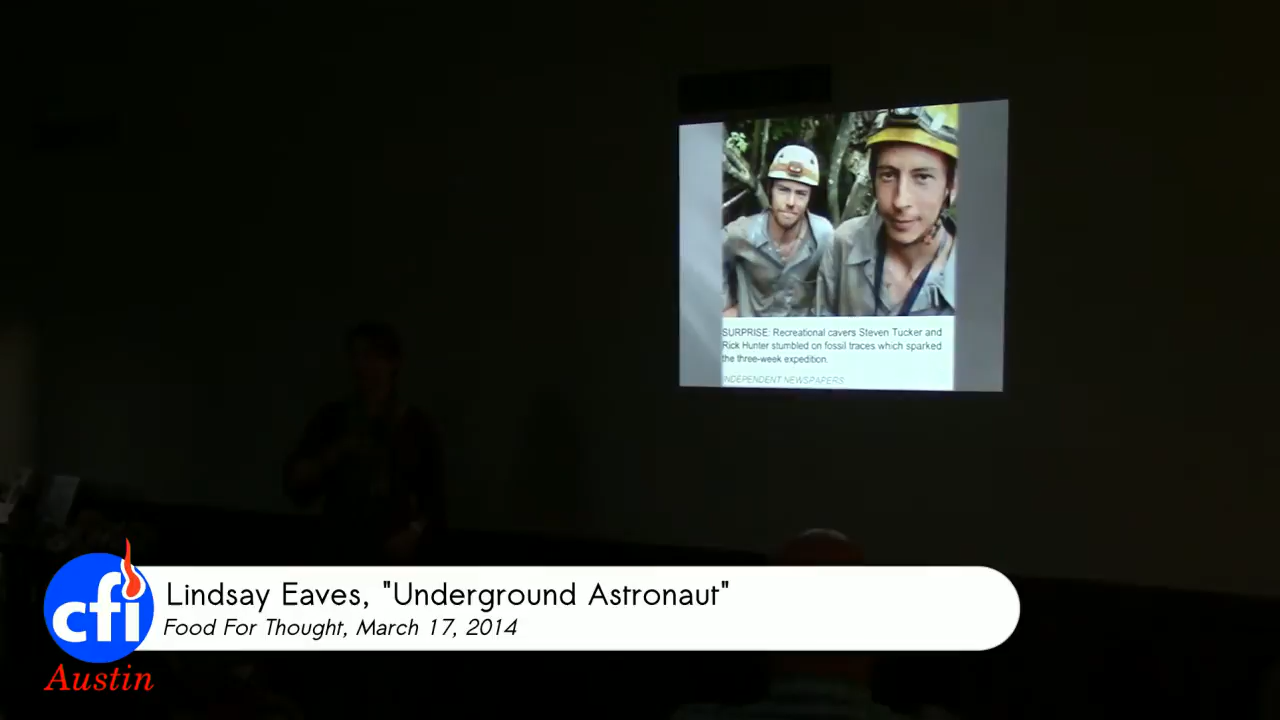 SURPRISE: Recreational cavers Steven Tucker and
Rick Hunter stumbled on fossil traces which sparked
the three-week expedition.
INDEPENDENT NEWSPAPERS
cfi
Austin
Lindsay Eaves, "Underground Astronaut"
Food For Thought, March 17, 2014